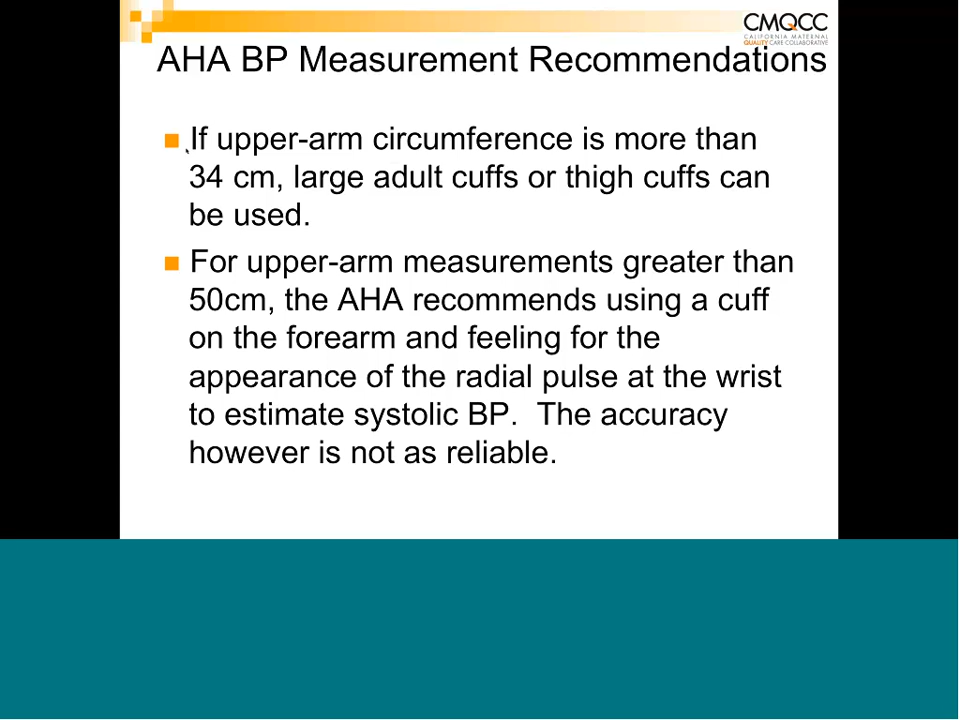 CMQCC
CALIFORNIA MATERNAL
QUALITY CARE COLLABORATIVE
AHA BP Measurement Recommendations
If upper-arm circumference is more than
34 cm, large adult cuffs or thigh cuffs can
be used.
For upper-arm measurements greater than
50cm, the AHA recommends using a cuff
on the forearm and feeling for the
appearance of the radial pulse at the wrist
to estimate systolic BP.  The accuracy
however is not as reliable.